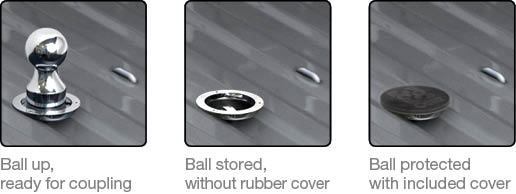 Ball up,
ready for coupling
Ball stored,
without rubber cover
Ball protected
with included cover